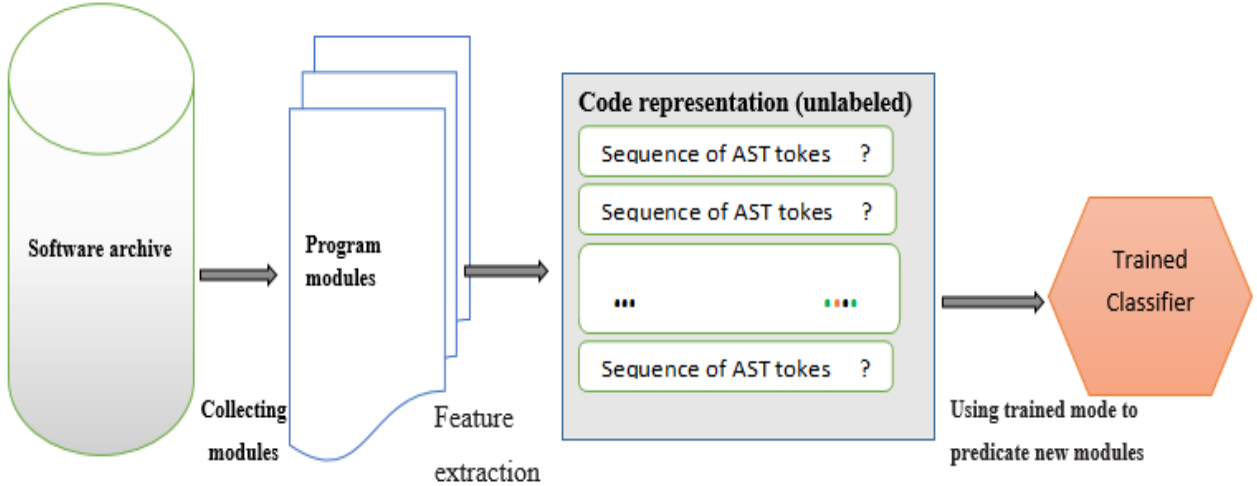 Software archive
Collecting
modules
Program
modules
Feature
extraction
Code representation (unlabeled)
Sequence of AST tokes ?
Sequence of AST tokes ?
... ....
Sequence of AST tokes ?
Using trained mode to
predicate new modules
Trained
Classifier